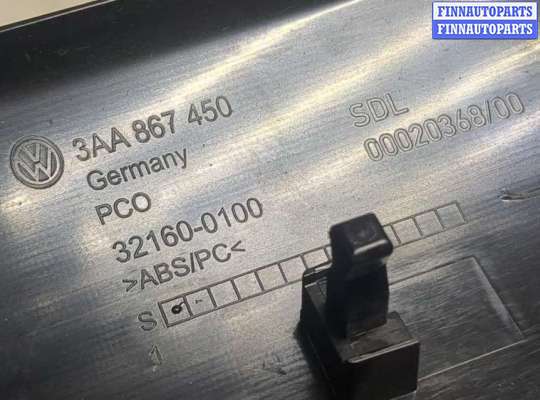 FINNAUTOPARTS
FINNAUTOPARTS
3AA 867 450
Germany
PCO
32160-0100
>ABS/PC<
S
1
SDL
00020368/00